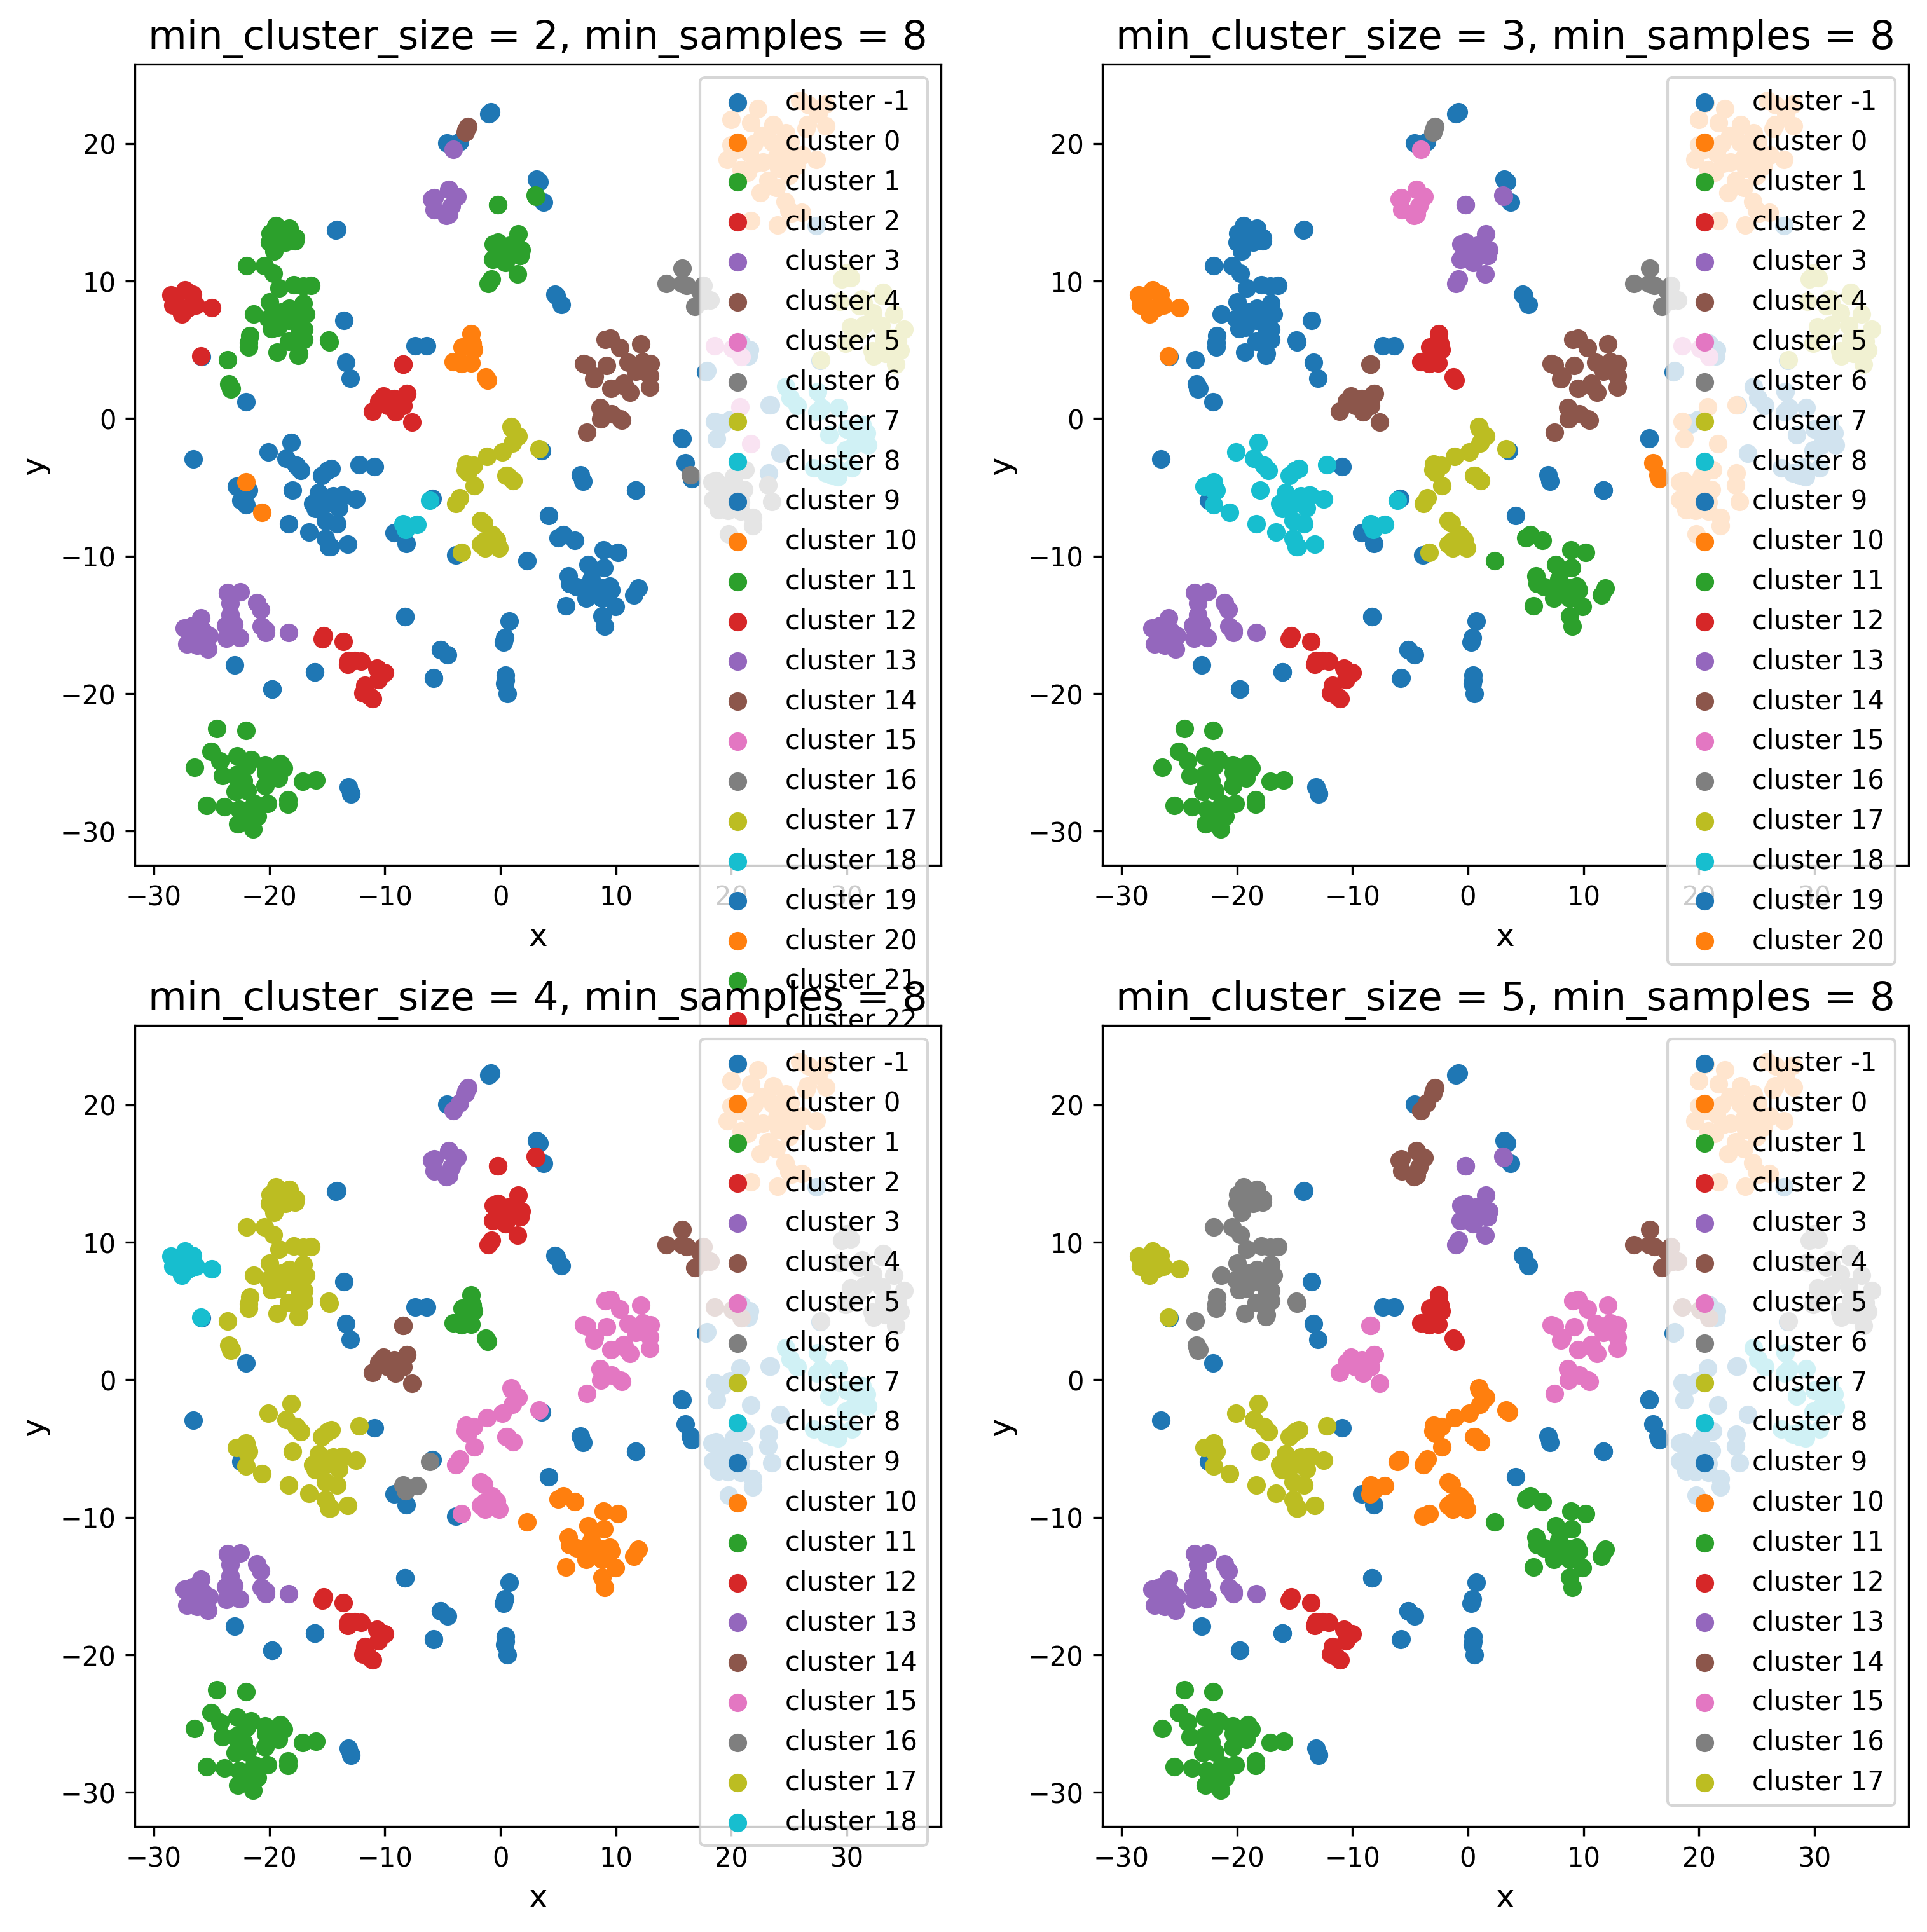 min_cluster_size = 2, min_samples = 8
y
20
10
0
−10
−20
−30
−30 −20 −10 0 10 20 30
x
cluster -1
cluster 0
cluster 1
cluster 2
cluster 3
cluster 4
cluster 5
cluster 6
cluster 7
cluster 8
cluster 9
cluster 10
cluster 11
cluster 12
cluster 13
cluster 14
cluster 15
cluster 16
cluster 17
cluster 18
cluster 19
cluster 20
cluster 21
cluster 22
min_cluster_size = 3, min_samples = 8
y
20
10
0
−10
−20
−30
−30 −20 −10 0 10 20 30
x
cluster -1
cluster 0
cluster 1
cluster 2
cluster 3
cluster 4
cluster 5
cluster 6
cluster 7
cluster 8
cluster 9
cluster 10
cluster 11
cluster 12
cluster 13
cluster 14
cluster 15
cluster 16
cluster 17
cluster 18
cluster 19
cluster 20
min_cluster_size = 4, min_samples = 8
y
20
10
0
−10
−20
−30
−30 −20 −10 0 10 20 30
x
cluster -1
cluster 0
cluster 1
cluster 2
cluster 3
cluster 4
cluster 5
cluster 6
cluster 7
cluster 8
cluster 9
cluster 10
cluster 11
cluster 12
cluster 13
cluster 14
cluster 15
cluster 16
cluster 17
cluster 18
min_cluster_size = 5, min_samples = 8
y
20
10
0
−10
−20
−30
−30 −20 −10 0 10 20 30
x
cluster -1
cluster 0
cluster 1
cluster 2
cluster 3
cluster 4
cluster 5
cluster 6
cluster 7
cluster 8
cluster 9
cluster 10
cluster 11
cluster 12
cluster 13
cluster 14
cluster 15
cluster 16
cluster 17